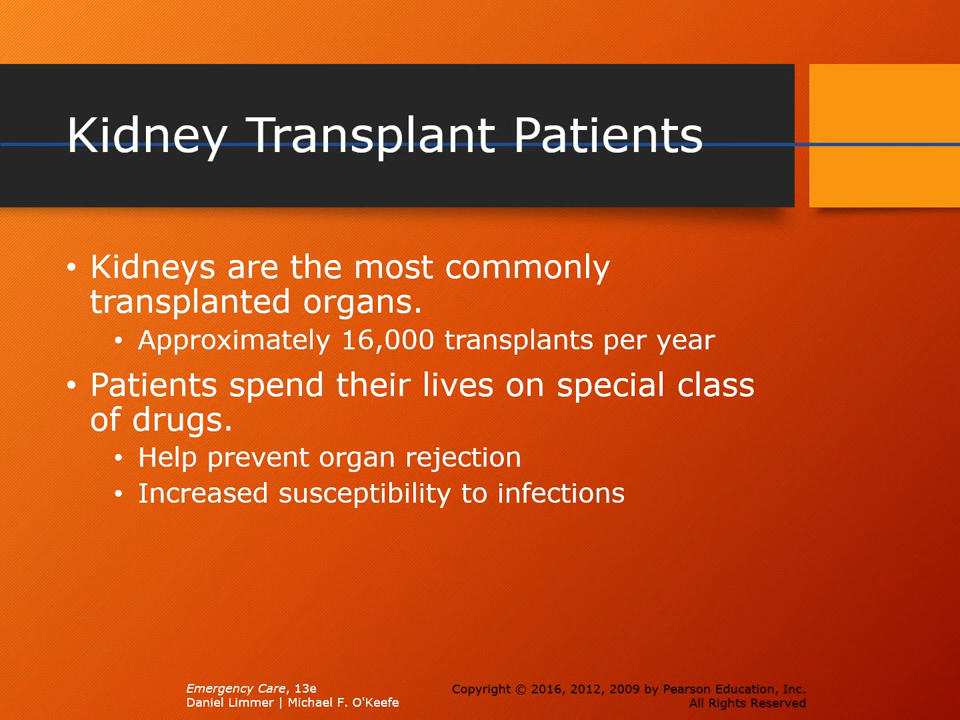 Kidney Transplant Patients
• Kidneys are the most commonly
transplanted organs.
• Approximately 16,000 transplants per year
• Patients spend their lives on special class
of drugs.
• Help prevent organ rejection
• Increased susceptibility to infections
Emergency Care, 13e
Daniel Limmer | Michael F. O'Keefe
Copyright © 2016, 2012, 2009 by Pearson Education, Inc.
All Rights Reserved